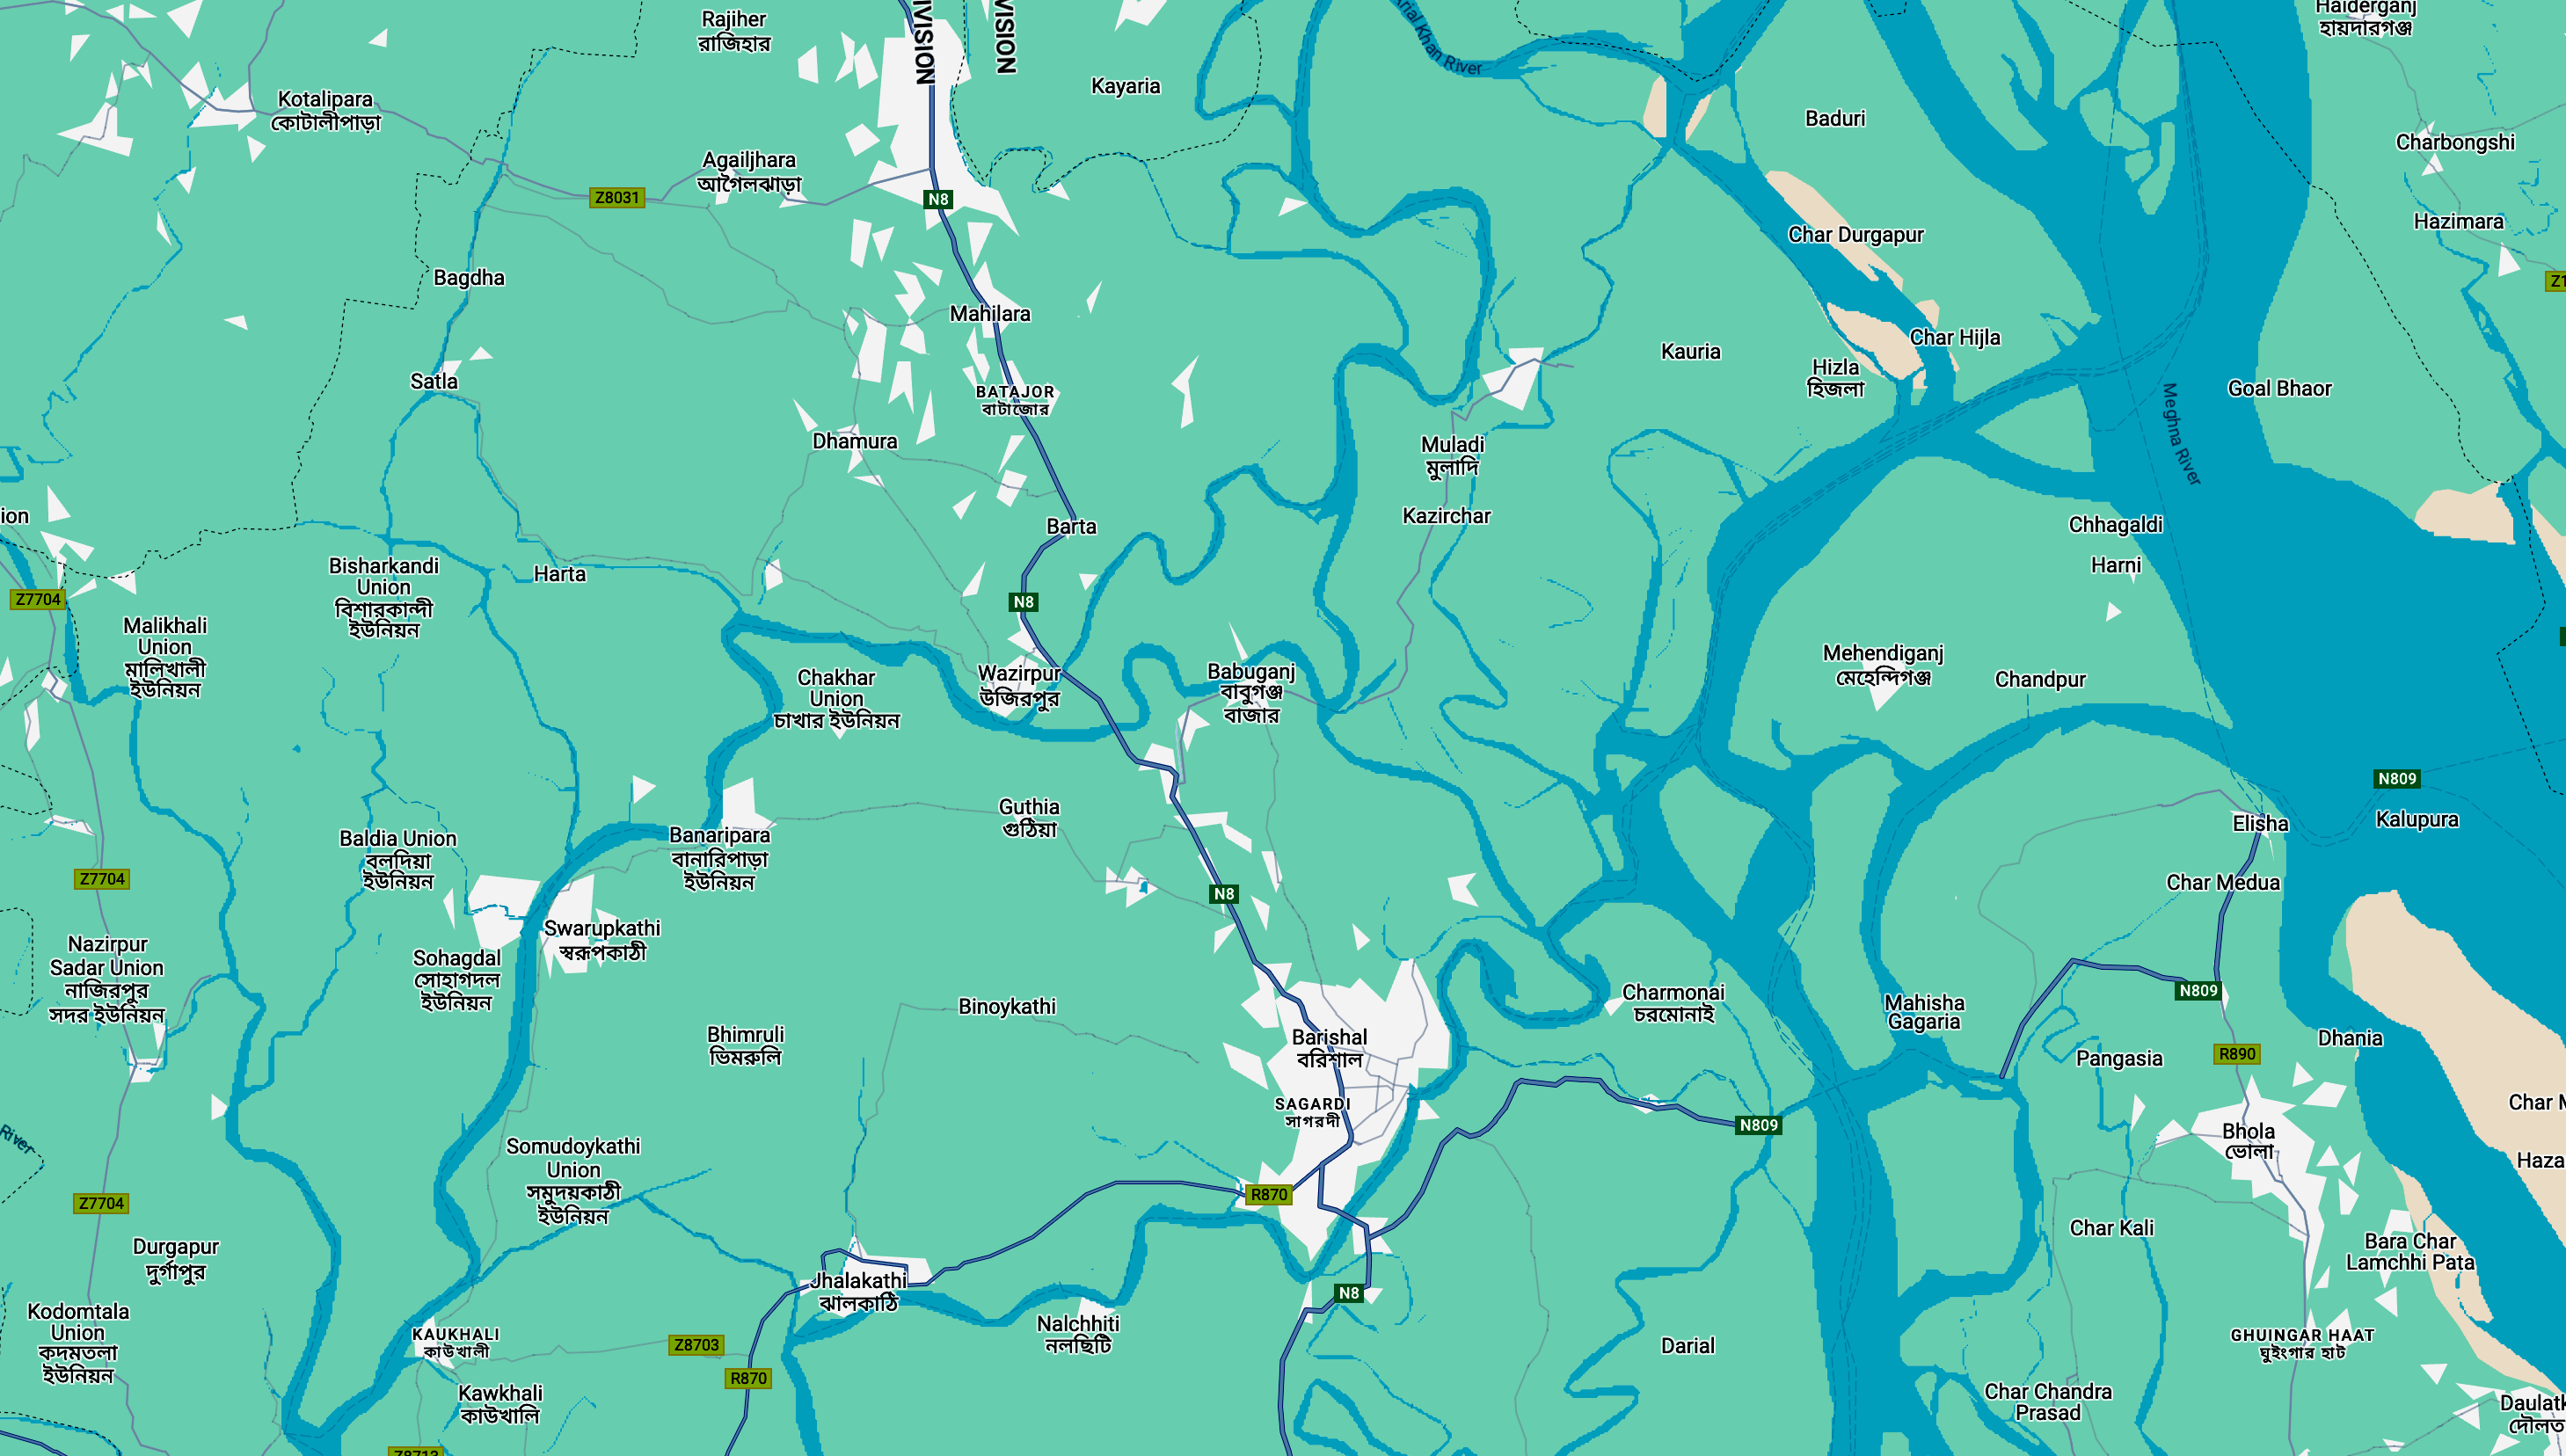 Rajiher
রাজিহার
Kayaria
Arial Khan River
Haiderganj
হায়দারগঞ্জ
Kotalipara
কোটালীপাড়া
Baduri
Charbongshi
Agailjhara
আগৈলঝাড়া
Z8031
N8
Hazimara
Char Durgapur
Bagdha
Mahilara
Char Hijla
Kauria
Hizla
হিজলা
Satla
BATAJOR
বাটাজোর
Goal Bhaor
Meghna River
Dhamura
Muladi
মুলাদি
Kazirchar
Barta
Chhagaldi
Harni
Bisharkandi
Union
বিশারকান্দী
ইউনিয়ন
Harta
Z7704
N8
Malikhali
Union
মালিখালী
ইউনিয়ন
Chakhar
Union
চাখার ইউনিয়ন
Wazirpur
উজিরপুর
Babuganj
বাবুগঞ্জ
বাজার
Mehendiganj
মেহেন্দিগঞ্জ
Chandpur
N809
Kalupura
Elisha
Guthia
গুঠিয়া
Baldia Union
বলদিয়া
ইউনিয়ন
Banaripara
বানারিপাড়া
ইউনিয়ন
Z7704
N8
Char Medua
Swarupkathi
স্বরূপকাঠী
Nazirpur
Sadar Union
নাজিরপুর
সদর ইউনিয়ন
Sohagdal
সোহাগদল
ইউনিয়ন
Binoykathi
Charmonai
চরমোনাই
Mahisha
Gagaria
N809
Bhimruli
ভিমরুলি
Barishal
বরিশাল
Dhania
Pangasia
R890
SAGARDI
সাগরদী
N809
Bhola
ভোলা
Somudoykathi
Union
সমুদয়কাঠী
ইউনিয়ন
R870
Z7704
Char Kali
Durgapur
দুর্গাপুর
Bara Char
Lamchhi Pata
Jhalakathi
ঝালকাঠি
N8
Kodomtala
Union
কদমতলা
ইউনিয়ন
KAUKHALI
কাউখালী
Nalchhiti
নলছিটি
Z8703
Darial
GHUINGAR HAAT
ঘুইংগার হাট
R870
Kawkhali
কাউখালি
Char Chandra
Prasad